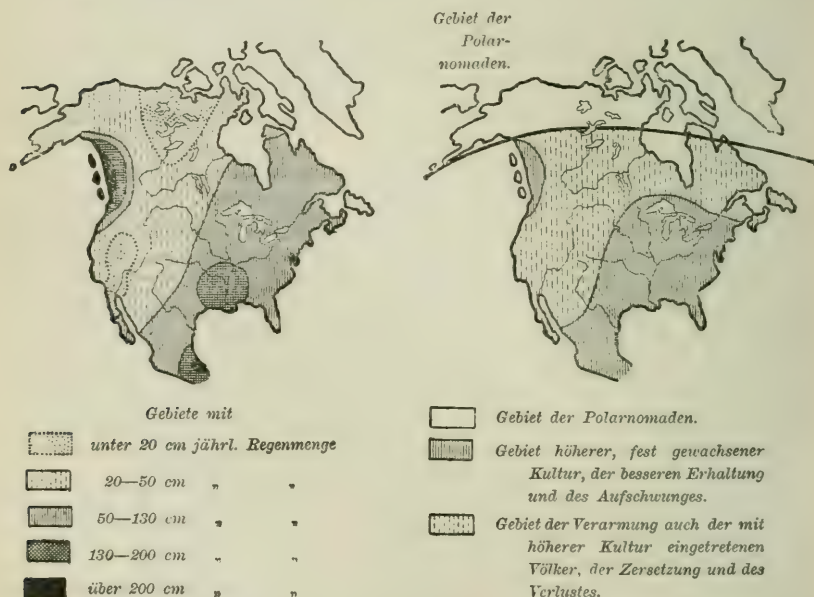 Gebiet der
Polar-
nomaden.
Gebiete mit
unter 20 cm jährl. Regenmenge
20—50 cm „ „
50—130 cm „ „
130—200 cm „ „
über 200 cm „ „
Gebiet der Polarnomaden.
Gebiet höherer, fest gewachsener
Kultur, der besseren Erhaltung
und des Aufschwunges.
Gebiet der Verarmung auch der mit
höherer Kultur eingetretenen
Völker, der Zersetzung und des
Verlustes.